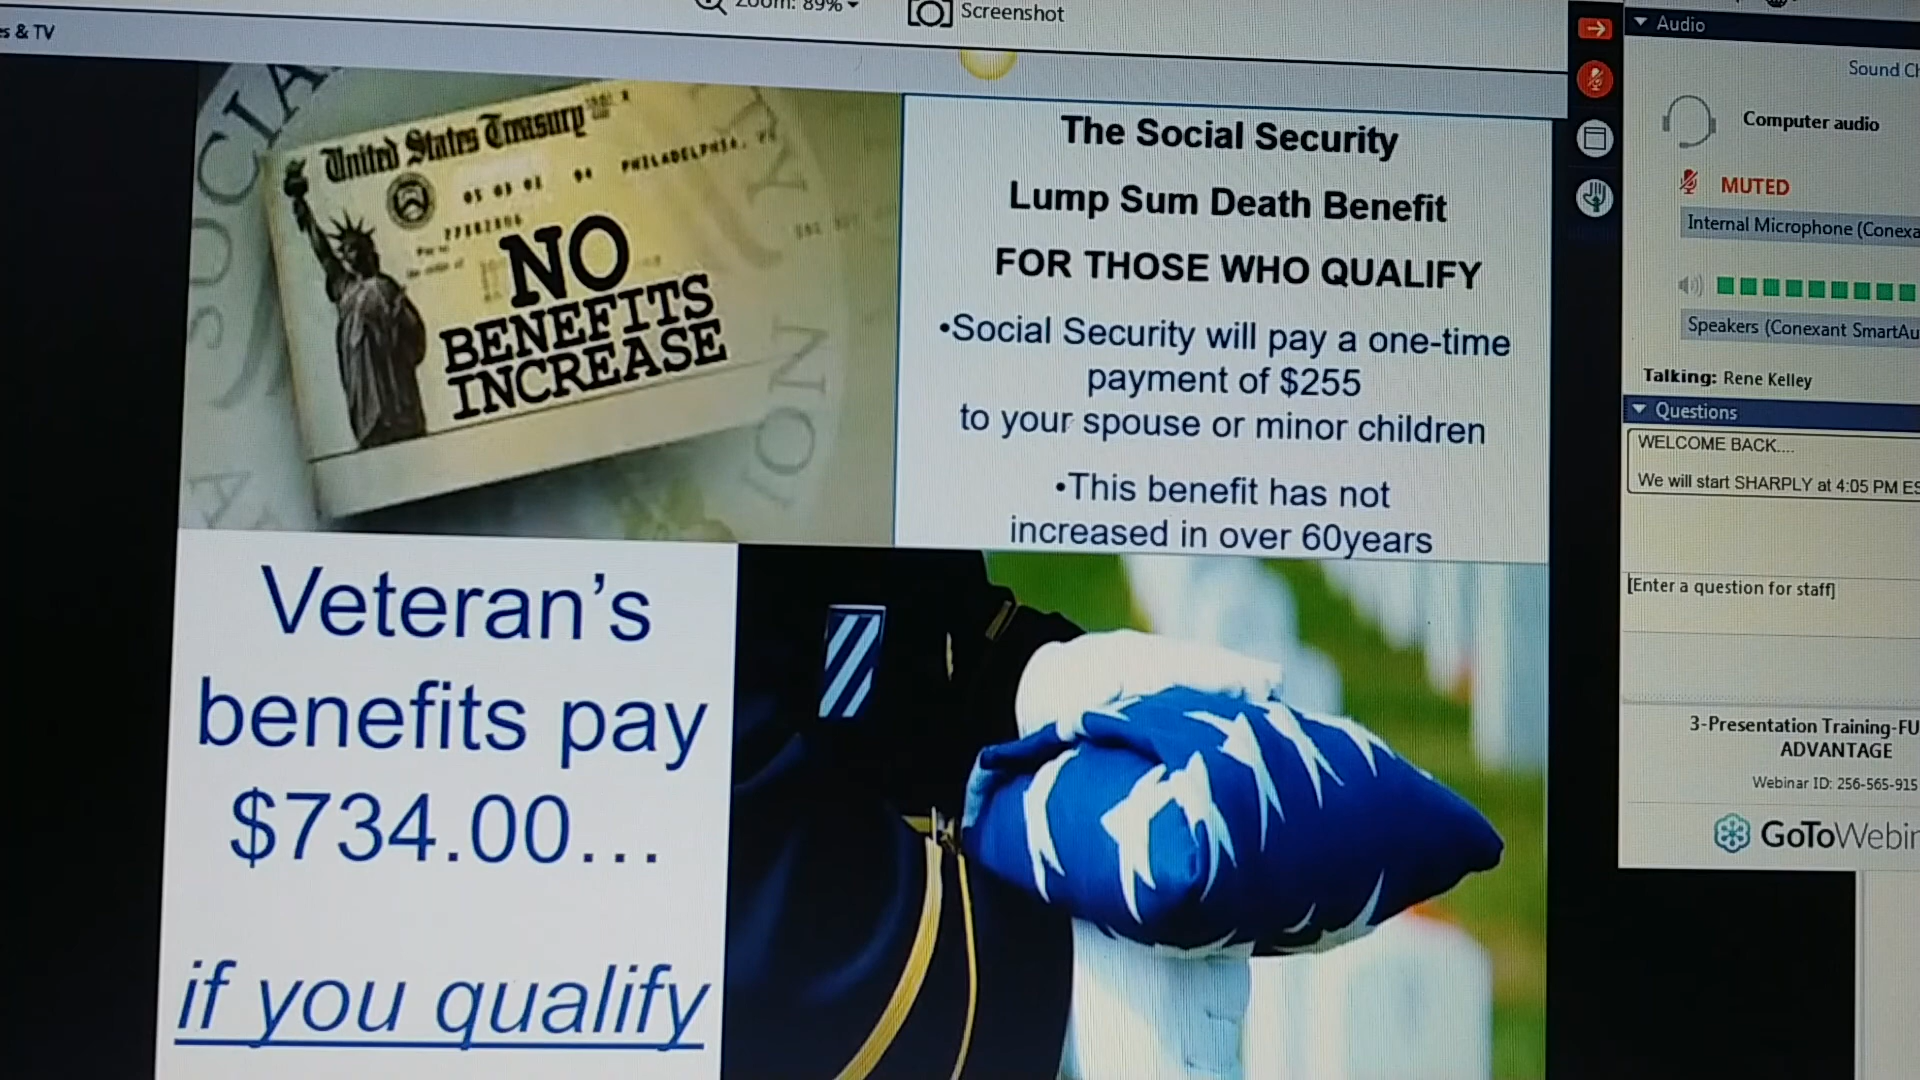 Zoom: 89%
Screenshot
s & TV
SOCIA
United States Treasury
PHILADELPHIA,
NO
BENEFITS
INCREASE
The Social Security
Lump Sum Death Benefit
FOR THOSE WHO QUALIFY
•Social Security will pay a one-time
payment of $255
to your spouse or minor children
•This benefit has not
increased in over 60years
Veteran's
benefits pay
$734.00...
if you qualify
Audio
Sound Ch
Computer audio
MUTED
Internal Microphone (Conexa
Speakers (Conexant SmartAu
Talking: Rene Kelley
Questions
WELCOME BACK....
We will start SHARPLY at 4:05 PM ES
[Enter a question for staff]
3-Presentation Training-FU
ADVANTAGE
Webinar ID: 256-565-915
GoToWebin